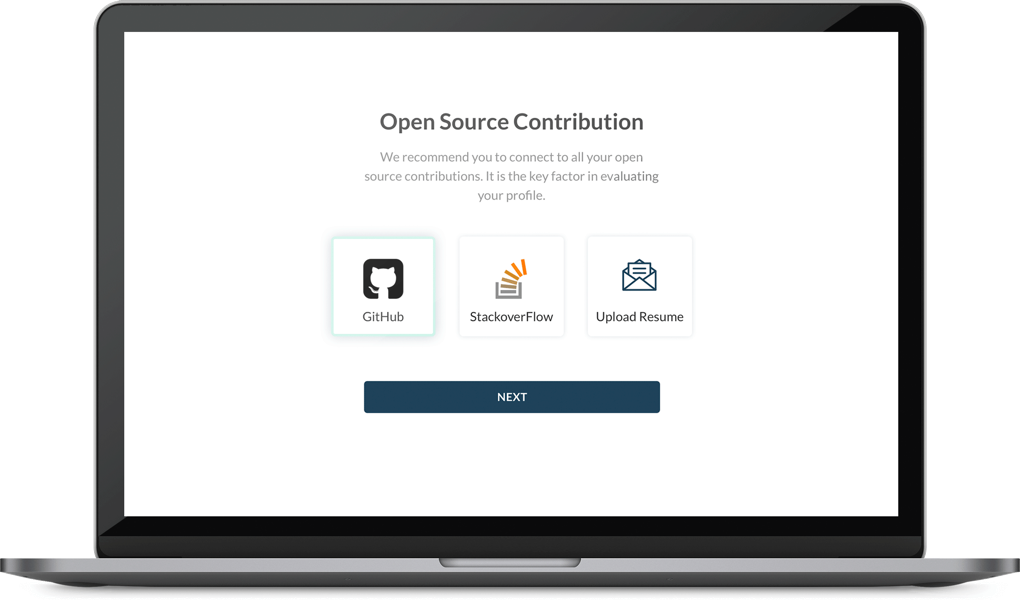 Open Source Contribution
We recommend you to connect to all your open
source contributions. It is the key factor in evaluating
your profile.
GitHub
StackoverFlow
Upload Resume
NEXT